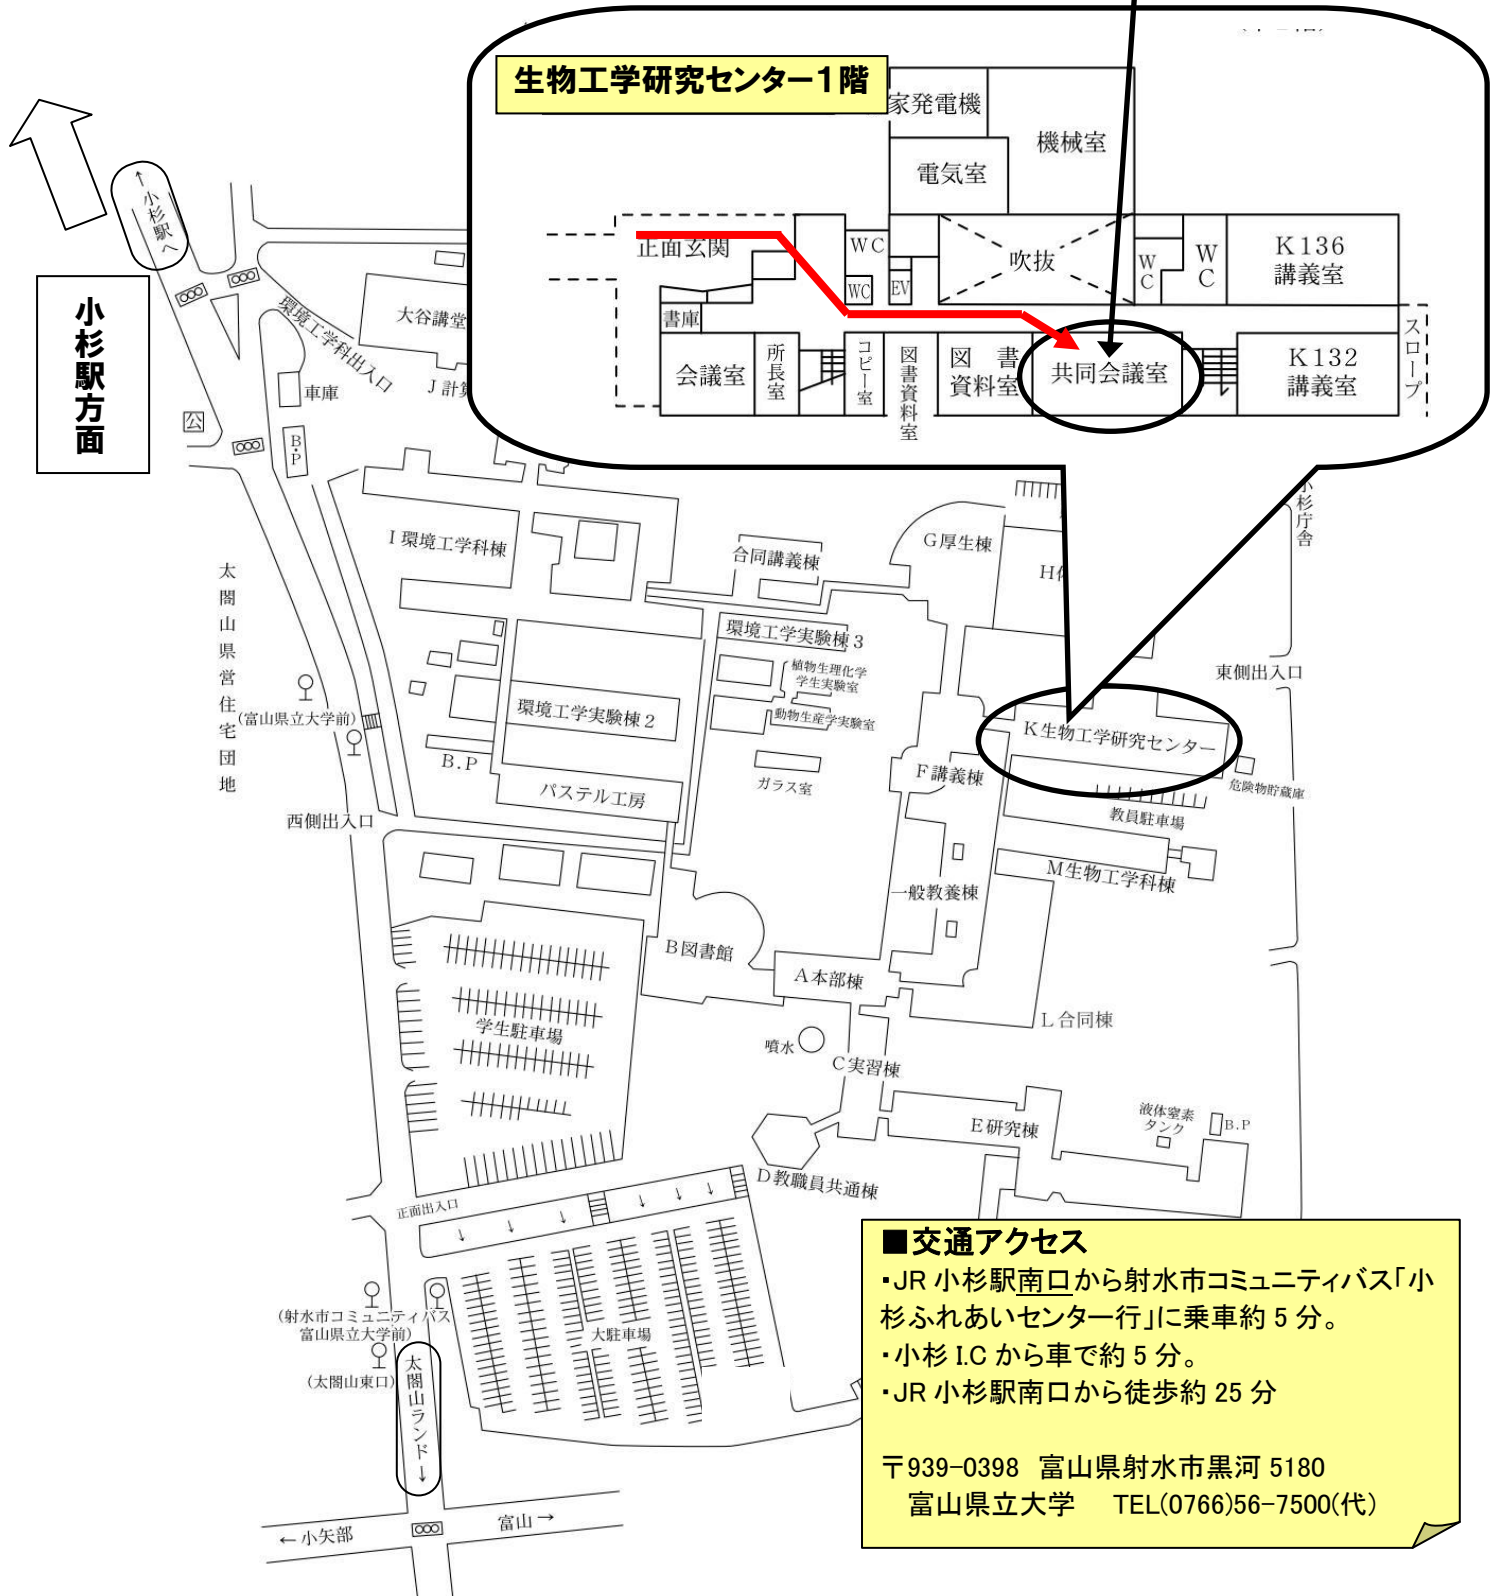 生物工学研究センター1階
家発電機
機械室
電気室
正面玄関
WC
WC
EV
吹抜
WC
WC
K136
講義室
書庫
会議室
所長室
コピー室
図書資料室
図 書
資料室
共同会議室
K132
講義室
スロープ
←小杉駅へ
小杉駅方面
環境工学科出入口
大谷講堂
車庫
J計算
公
B.P
小杉庁舎
I環境工学科棟
合同講義棟
G厚生棟
H体
太閤山県営住宅団地
環境工学実験棟3
植物生理化学
学生実験室
動物生産学実験室
東側出入口
(富山県立大学前)
環境工学実験棟2
B.P
K生物工学研究センター
F講義棟
ガラス室
パステル工房
危険物貯蔵庫
教員駐車場
西側出入口
M生物工学科棟
一般教養棟
B図書館
A本部棟
L合同棟
学生駐車場
噴水
C実習棟
液体窒素
タンク
B.P
E研究棟
D教職員共通棟
正面出入口
(射水市コミュニティバス
富山県立大学前)
大駐車場
(太閤山東口)
太閤山ランド→
←小矢部
富山→
■交通アクセス
・JR 小杉駅南口から射水市コミュニティバス「小
杉ふれあいセンター行」に乗車約 5 分。
・小杉 I.C から車で約 5 分。
・JR 小杉駅南口から徒歩約 25 分
〒939-0398 富山県射水市黒河 5180
富山県立大学 TEL(0766)56-7500(代)